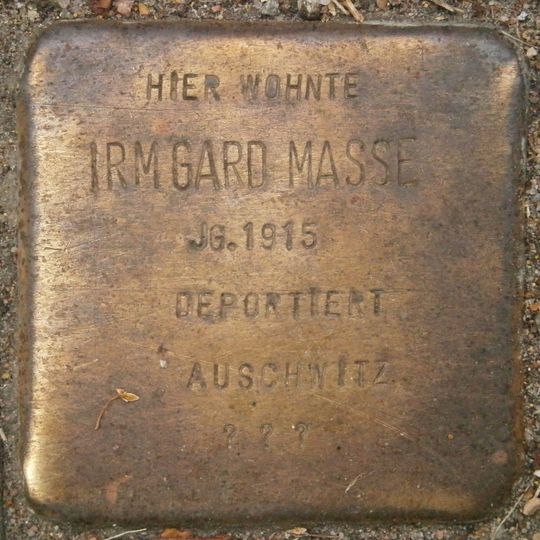 HIER WOHNTE
IRMGARD MASSE
JG. 1915
DEPORTIERT
AUSCHWITZ
? ? ?